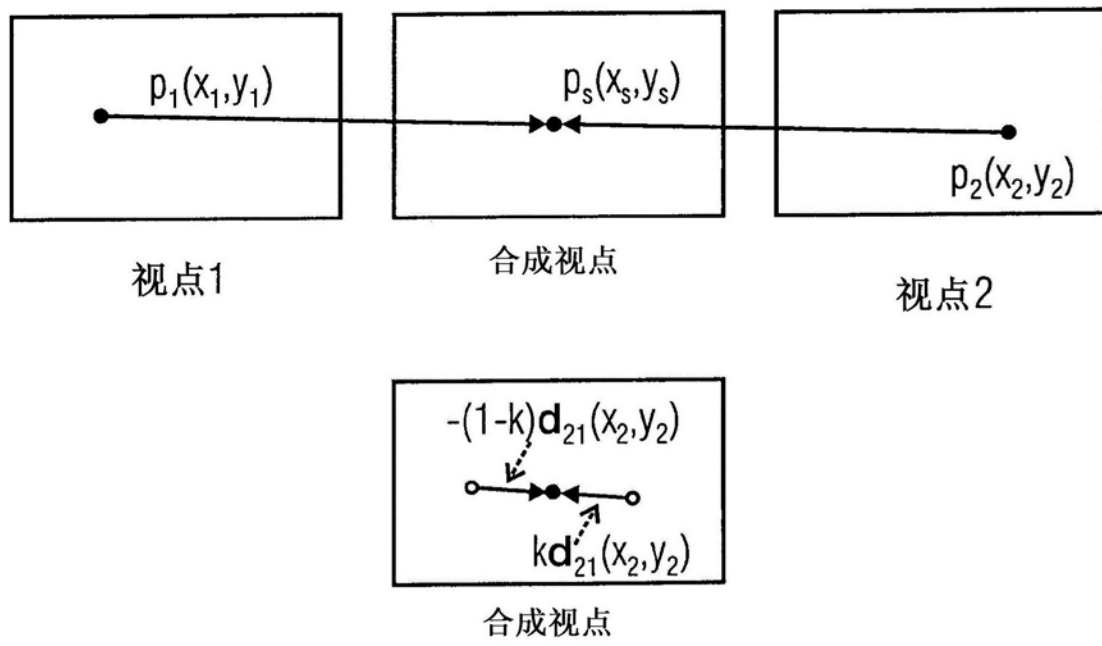 p₁(x₁,y₁)
pₛ(xₛ,yₛ)
p₂(x₂,y₂)
视点1
合成视点
视点2
-(1-k)d₂₁(x₂,y₂)
kd₂₁(x₂,y₂)
合成视点